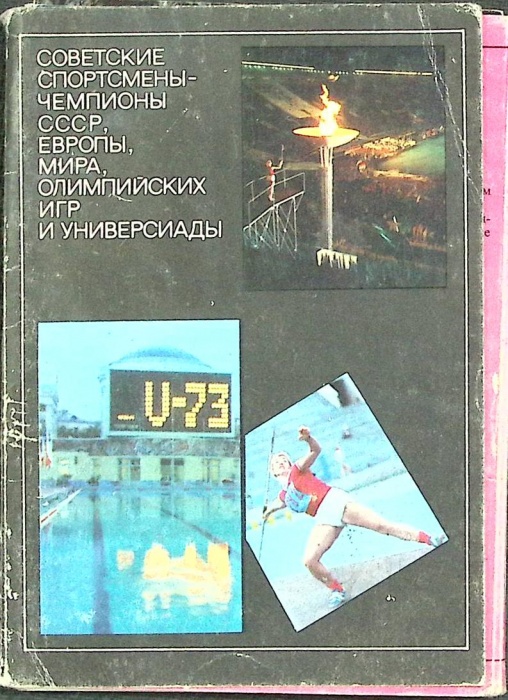 СОВЕТСКИЕ
СПОРТСМЕНЫ-
ЧЕМПИОНЫ
СССР,
ЕВРОПЫ,
МИРА,
ОЛИМПИЙСКИХ
ИГР
И УНИВЕРСИАДЫ
U-73
м
и-
е